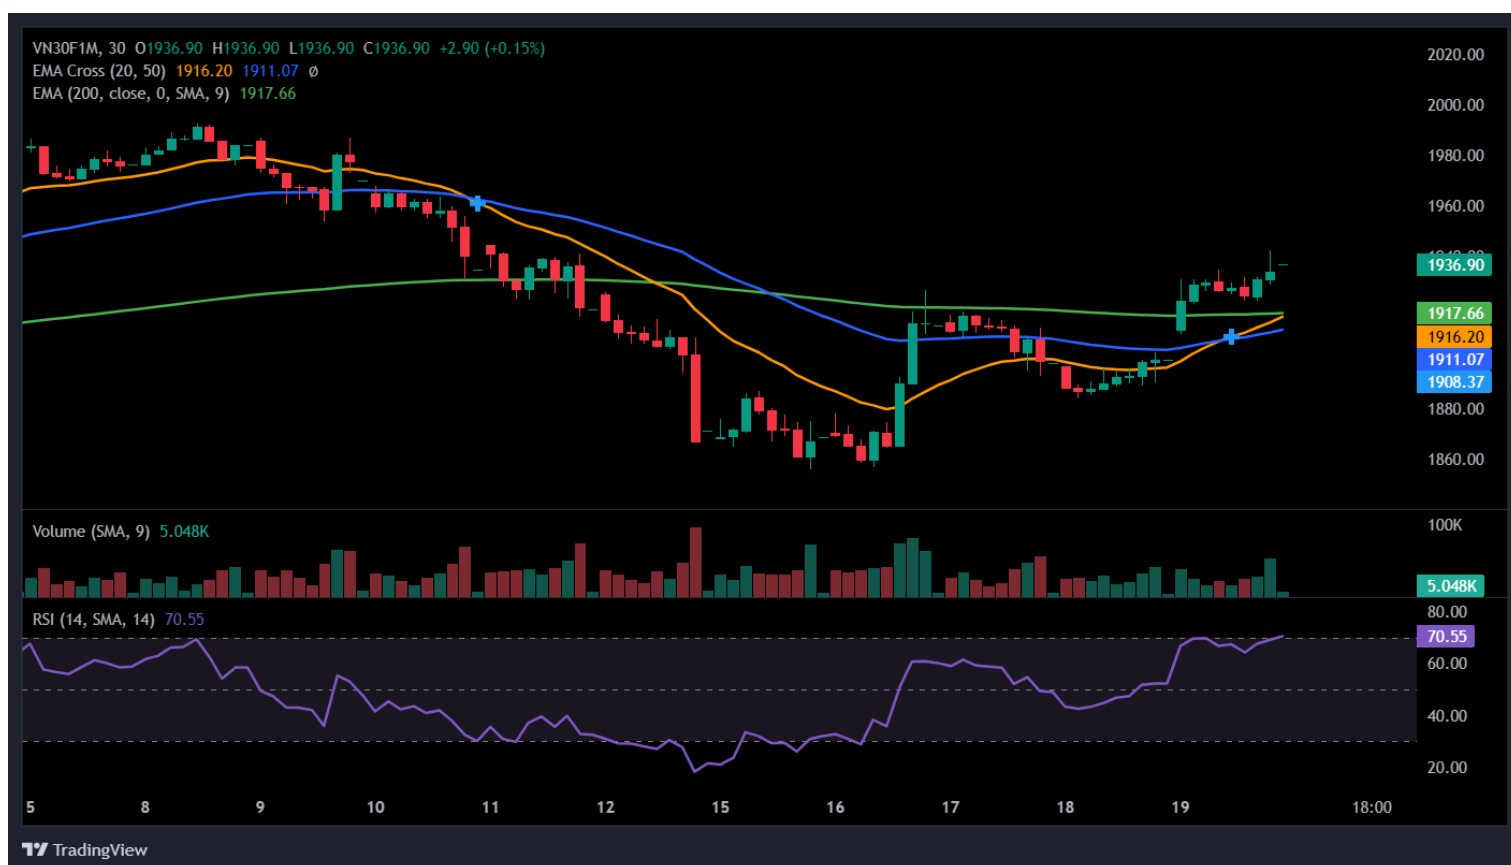 VN30F1M, 30 O1936.90 H1936.90 L1936.90 C1936.90 +2.90 (+0.15%)
EMA Cross (20, 50) 1916.20 1911.07 ∅
EMA (200, close, 0, SMA, 9) 1917.66
2020.00
2000.00
1980.00
1960.00
1940.00
1936.90
1917.66
1916.20
1911.07
1908.37
1880.00
1860.00
Volume (SMA, 9) 5.048K
100K
5.048K
RSI (14, SMA, 14) 70.55
80.00
70.55
60.00
40.00
20.00
5 8 9 10 11 12 15 16 17 18 19 18:00
TradingView